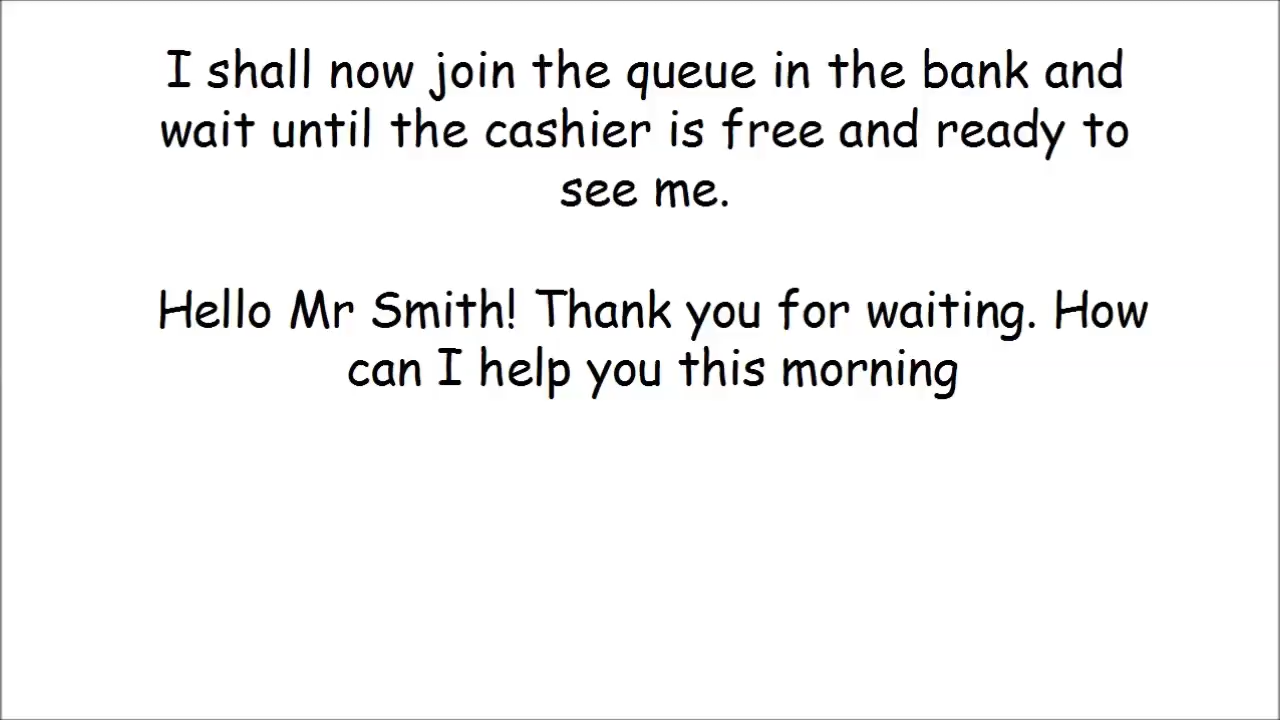 I shall now join the queue in the bank and
wait until the cashier is free and ready to
see me.
Hello Mr Smith! Thank you for waiting. How
can I help you this morning